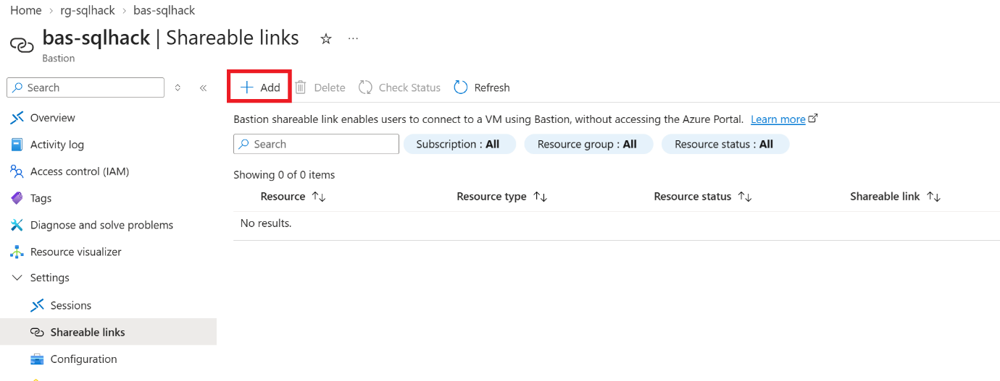 Home > rg-sqlhack > bas-sqlhack
bas-sqlhack | Shareable links
Bastion
Search
Overview
Activity log
Access control (IAM)
Tags
Diagnose and solve problems
Resource visualizer
Settings
Sessions
Shareable links
Configuration
Add Delete Check Status Refresh
Bastion shareable link enables users to connect to a VM using Bastion, without accessing the Azure Portal. Learn more
Search Subscription : All Resource group : All Resource status : All
Showing 0 of 0 items
Resource Resource type Resource status Shareable link
No results.